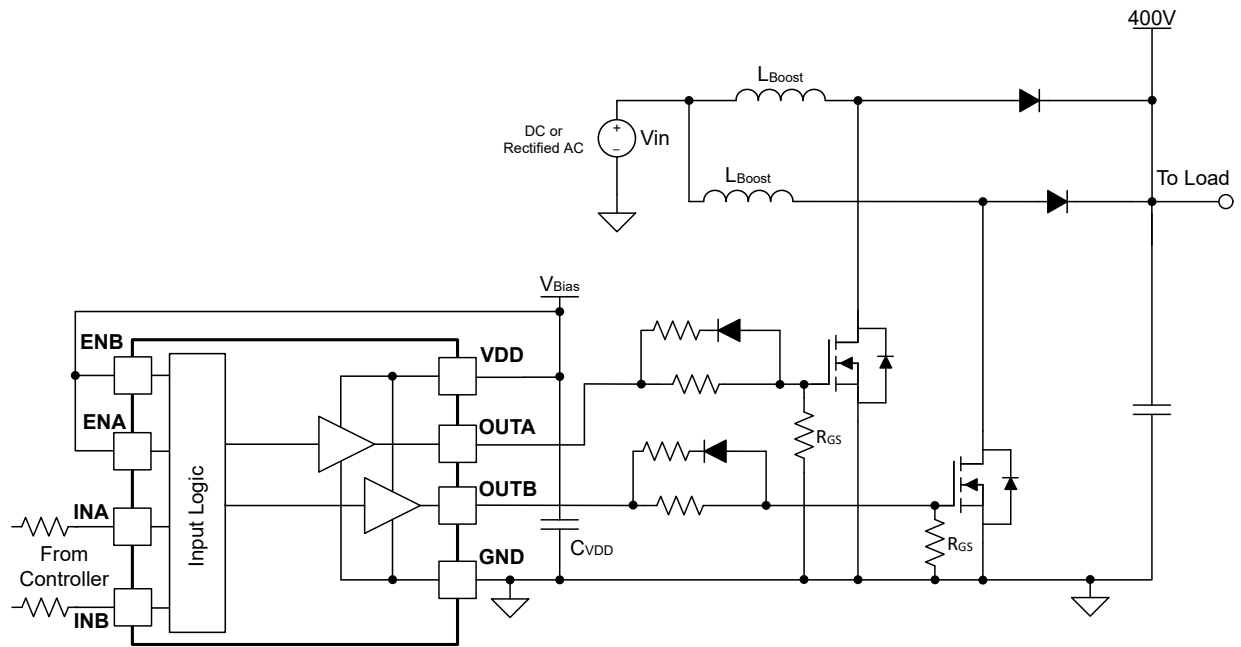 400V
LBoost
DC or
Rectified AC
+
Vin
–
LBoost
To Load
VBias
ENB
VDD
ENA
OUTA
RGS
Input Logic
INA
OUTB
From
Controller
CVDD
RGS
GND
INB